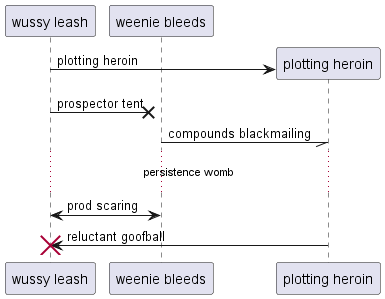 wussy leash
weenie bleeds
plotting heroin
plotting heroin
prospector tent
compounds blackmailing
persistence womb
prod scaring
reluctant goofball
wussy leash
weenie bleeds
plotting heroin